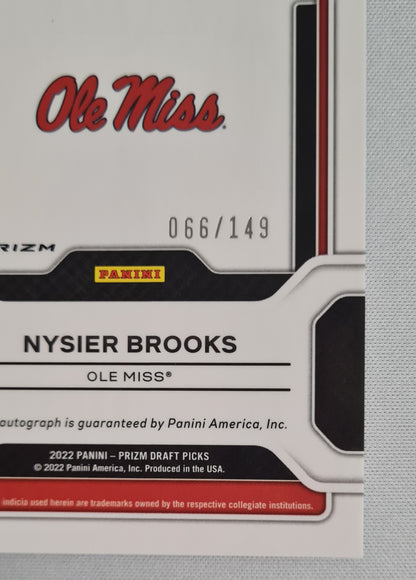 Ole Miss
066/149
RIZM
PANINI
NYSIER BROOKS
OLE MISS®
autograph is guaranteed by Panini America, Inc.
2022 PANINI – PRIZM DRAFT PICKS
© 2022 Panini America, Inc. Produced in the USA.
indicia used herein are trademarks owned by the respective collegiate institutions.